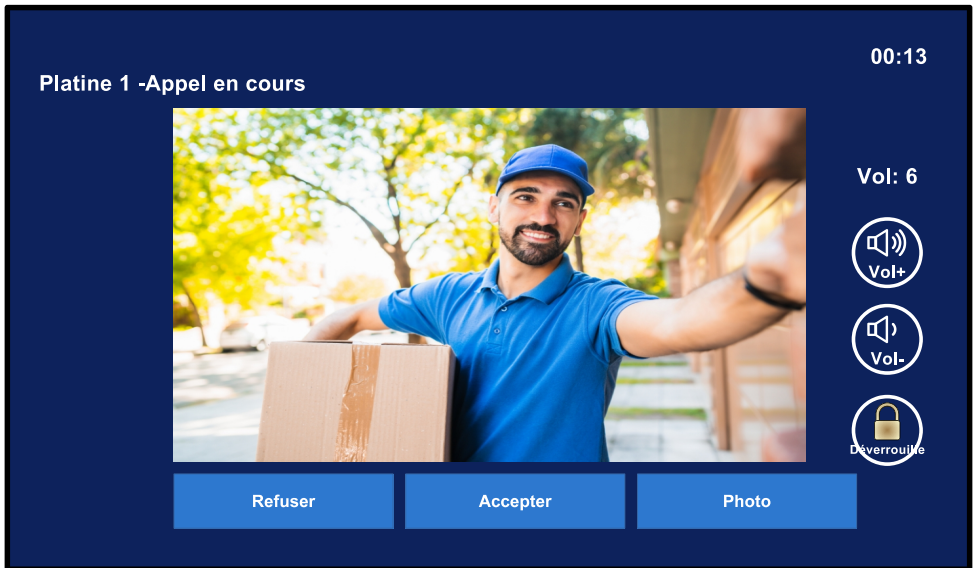 00:13
Platine 1 -Appel en cours
Vol: 6
Vol+
Vol-
Déverrouille
Refuser
Accepter
Photo